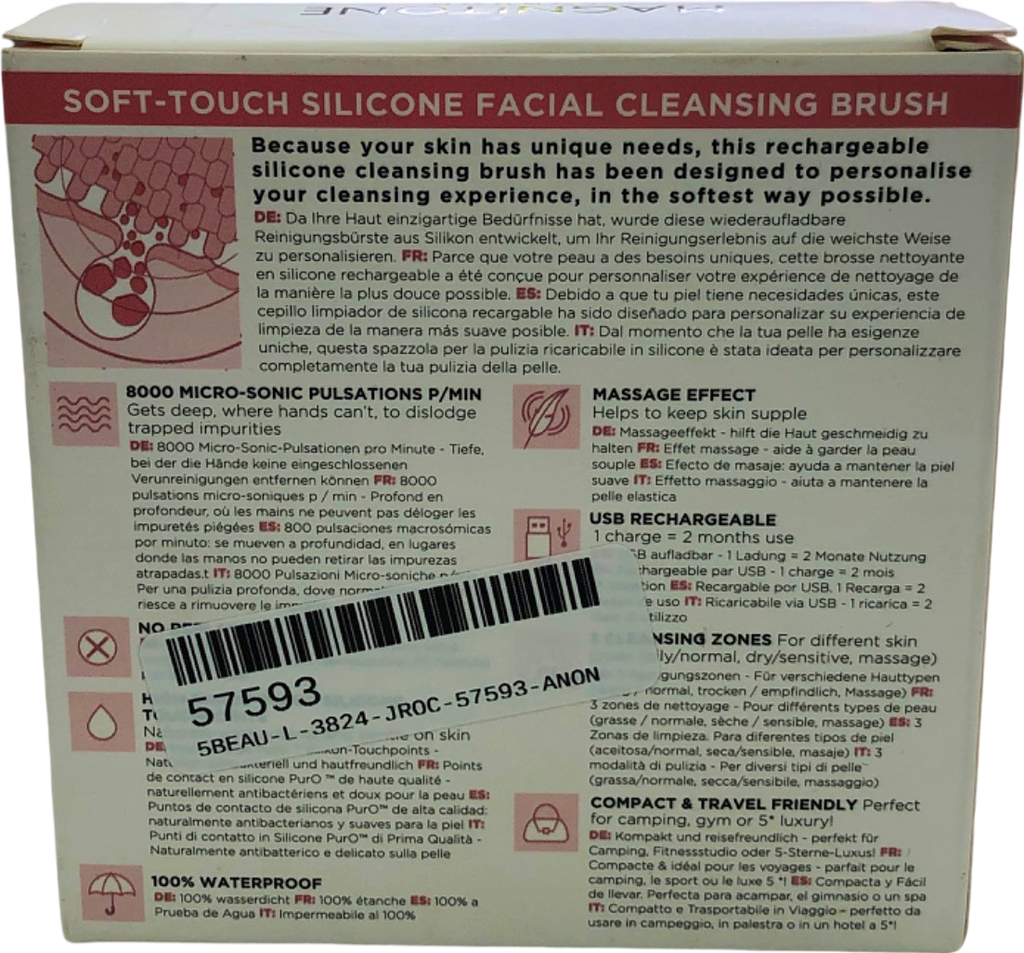 MAGNITONE
SOFT-TOUCH SILICONE FACIAL CLEANSING BRUSH
Because your skin has unique needs, this rechargeable
silicone cleansing brush has been designed to personalise
your cleansing experience, in the softest way possible.
DE: Da Ihre Haut einzigartige Bedürfnisse hat, wurde diese wiederaufladbare
Reinigungsbürste aus Silikon entwickelt, um Ihr Reinigungserlebnis auf die weichste Weise
zu personalisieren. FR: Parce que votre peau a des besoins uniques, cette brosse nettoyante
en silicone rechargeable a été conçue pour personnaliser votre expérience de nettoyage de
la manière la plus douce possible. ES: Debido a que tu piel tiene necesidades únicas, este
cepillo limpiador de silicona recargable ha sido diseñado para personalizar su experiencia de
limpieza de la manera más suave posible. IT: Dal momento che la tua pelle ha esigenze
uniche, questa spazzola per la pulizia ricaricabile in silicone è stata ideata per personalizzare
completamente la tua pulizia della pelle.
8000 MICRO-SONIC PULSATIONS P/MIN
Gets deep, where hands can't, to dislodge
trapped impurities
DE: 8000 Micro-Sonic-Pulsationen pro Minute - Tiefe,
bei der die Hände keine eingeschlossenen
Verunreinigungen entfernen können FR: 8000
pulsations micro-soniques p / min - Profond en
profondeur, où les mains ne peuvent pas déloger les
impuretés piégées ES: 800 pulsaciones macrosómicas
por minuto: se mueven a profundidad, en lugares
donde las manos no pueden retirar las impurezas
atrapadas.t IT: 8000 Pulsazioni Micro-soniche
Per una pulizia profonda, dove
riesce a rimuovere le
NO
57593
5BEAU-L-3824-JROC-57593-ANON
on skin
DE:
-Touchpoints -
und hautfreundlich FR: Points
de contact en silicone PurO ™ de haute qualité -
naturellement antibactériens et doux pour la peau ES:
Puntos de contacto de silicona PurO™ de alta calidad:
naturalmente antibacterianos y suaves para la piel IT:
Punti di contatto in Silicone PurO™ di Prima Qualità -
Naturalmente antibatterico e delicato sulla pelle
100% WATERPROOF
DE: 100% wasserdicht FR: 100% étanche ES: 100% a
Prueba de Agua IT: Impermeabile al 100%
MASSAGE EFFECT
Helps to keep skin supple
DE: Massageeffekt - hilft die Haut geschmeidig zu
halten FR: Effet massage - aide à garder la peau
souple ES: Efecto de masaje: ayuda a mantener la piel
suave IT: Effetto massaggio - aiuta a mantenere la
pelle elastica
USB RECHARGEABLE
1 charge = 2 months use
aufladbar - 1 Ladung = 2 Monate Nutzung
par USB - 1 charge = 2 mois
ES: Recargable por USB, 1 Recarga = 2
uso IT: Ricaricabile via USB - 1 ricarica = 2
ZONES For different skin
dry/sensitive, massage)
- Für verschiedene Hauttypen
normal, trocken / empfindlich, Massage) FR:
3 zones de nettoyage - Pour différents types de peau
(grasse / normale, sèche / sensible, massage) ES: 3
Zonas de limpieza. Para diferentes tipos de piel
(aceitosa/normal, seca/sensible, masaje) IT: 3
modalità di pulizia - Per diversi tipi di pelle
(grassa/normale, secca/sensibile, massaggio)
COMPACT & TRAVEL FRIENDLY Perfect
for camping, gym or 5* luxury!
DE: Kompakt und reisefreundlich - perfekt für
Camping, Fitnessstudio oder 5-Sterne-Luxus! FR:
Compacte & idéal pour les voyages - parfait pour le
camping, le sport ou le luxe 5 *! ES: Compacta y Fácil
de llevar. Perfecta para acampar, el gimnasio o un spa
IT: Compatto e Trasportabile in Viaggio - perfetto da
usare in campeggio, in palestra o in un hotel a 5*!